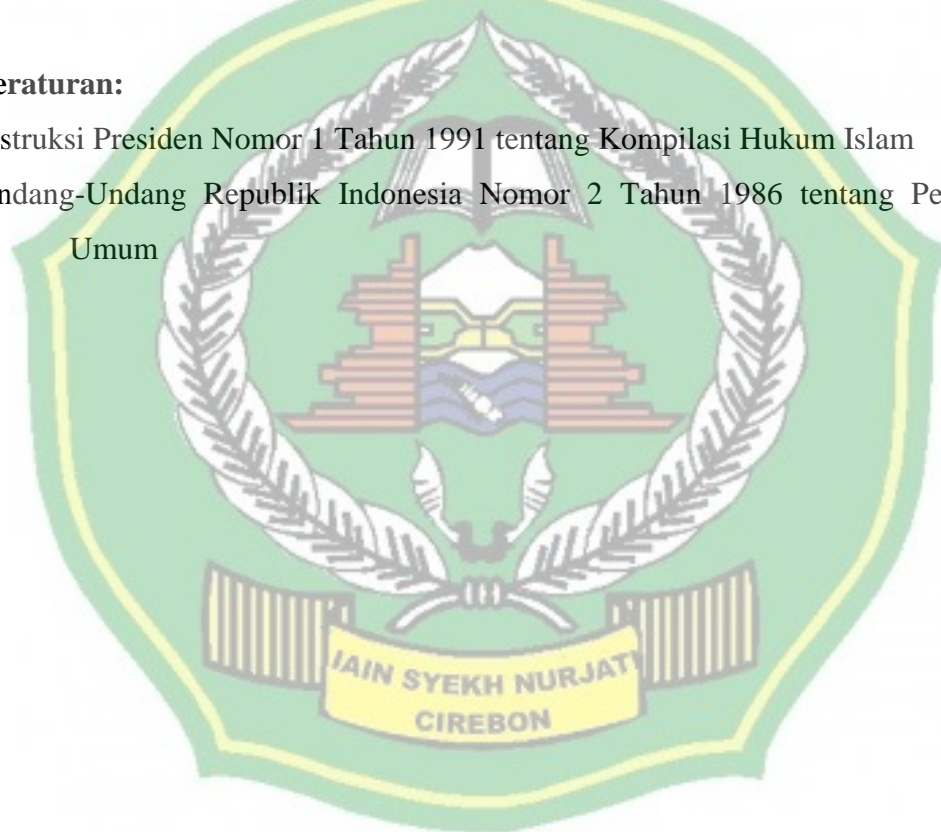 eraturan:
struksi Presiden Nomor 1 Tahun 1991 tentang Kompilasi Hukum Islam
ndang-Undang Republik Indonesia Nomor 2 Tahun 1986 tentang Pe
Umum
IAIN SYEKH NURJATI
CIREBON